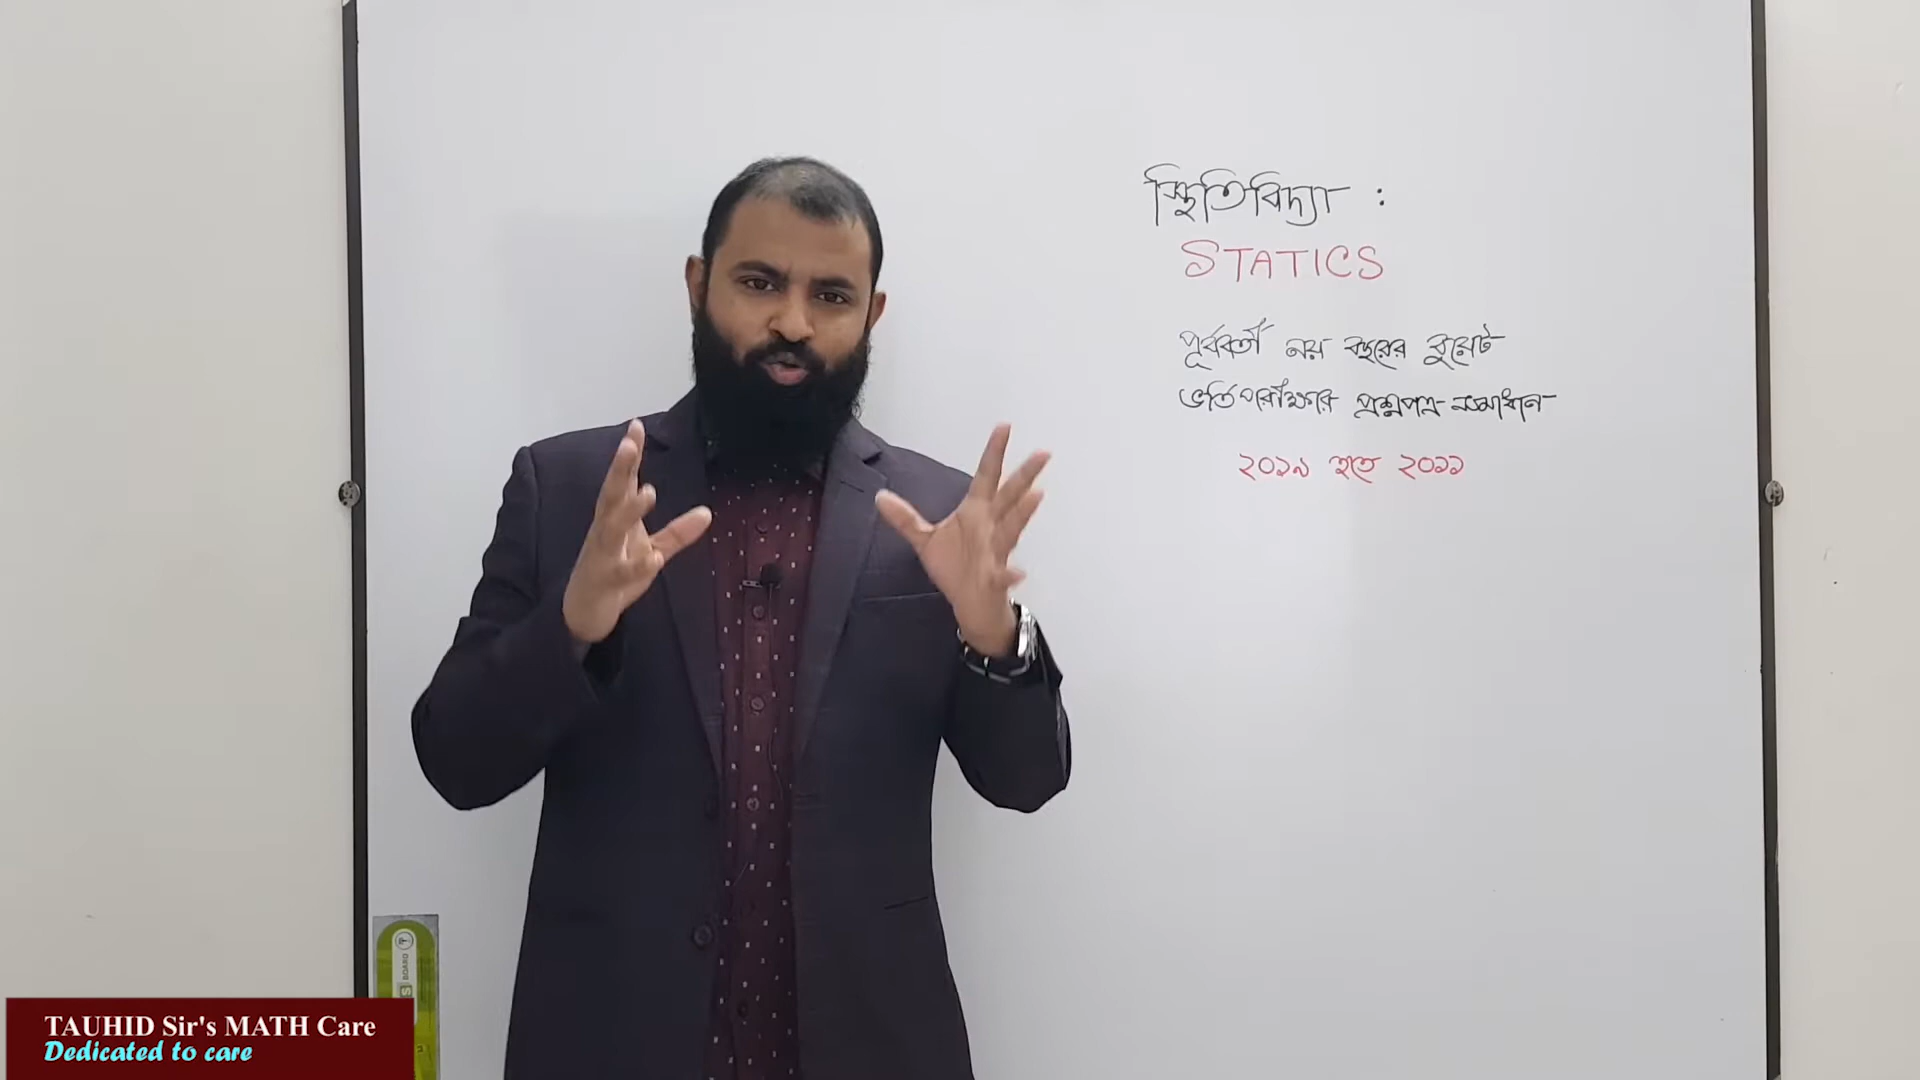 স্থিতিবিদ্যা :
STATICS
পূর্ববর্তী নয় বছরের বুয়েট
ভর্তিপরীক্ষার প্রশ্নপত্র সমাধান
২০১৯ হতে ২০১১
BOARD
TAUHID Sir's MATH Care
Dedicated to care